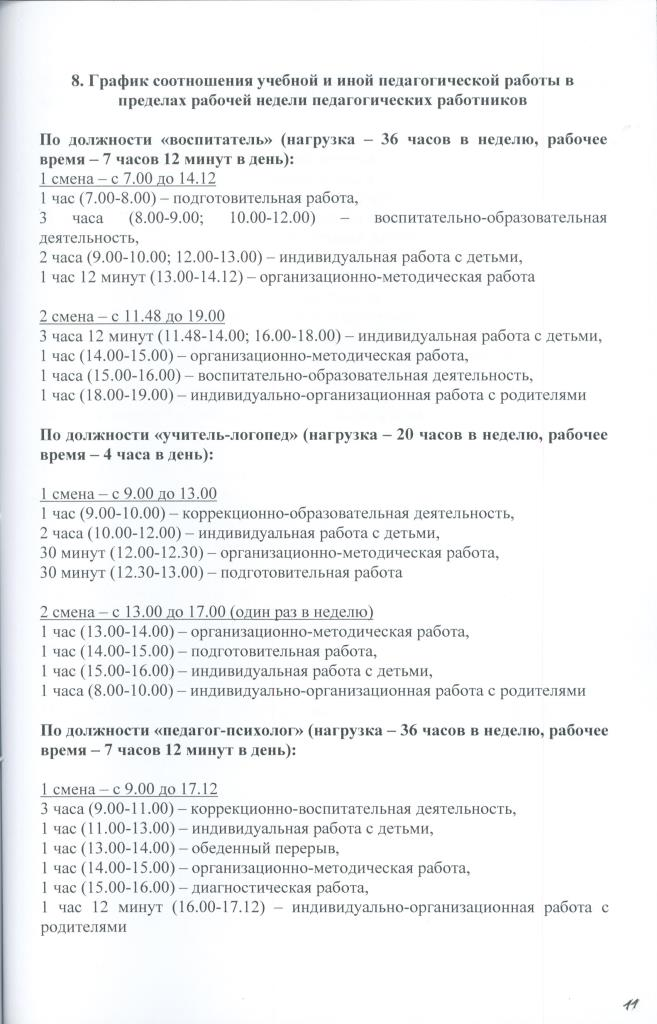 8. График соотношения учебной и иной педагогической работы в
пределах рабочей недели педагогических работников
По должности «воспитатель» (нагрузка – 36 часов в неделю, рабочее
время – 7 часов 12 минут в день):
1 смена – с 7.00 до 14.12
1 час (7.00-8.00) – подготовительная работа,
3 часа (8.00-9.00; 10.00-12.00) – воспитательно-образовательная
деятельность,
2 часа (9.00-10.00; 12.00-13.00) – индивидуальная работа с детьми,
1 час 12 минут (13.00-14.12) – организационно-методическая работа
2 смена – с 11.48 до 19.00
3 часа 12 минут (11.48-14.00; 16.00-18.00) – индивидуальная работа с детьми,
1 час (14.00-15.00) – организационно-методическая работа,
1 часа (15.00-16.00) – воспитательно-образовательная деятельность,
1 час (18.00-19.00) – индивидуально-организационная работа с родителями
По должности «учитель-логопед» (нагрузка – 20 часов в неделю, рабочее
время – 4 часа в день):
1 смена – с 9.00 до 13.00
1 час (9.00-10.00) – коррекционно-образовательная деятельность,
2 часа (10.00-12.00) – индивидуальная работа с детьми,
30 минут (12.00-12.30) – организационно-методическая работа,
30 минут (12.30-13.00) – подготовительная работа
2 смена – с 13.00 до 17.00 (один раз в неделю)
1 час (13.00-14.00) – организационно-методическая работа,
1 час (14.00-15.00) – подготовительная работа,
1 час (15.00-16.00) – индивидуальная работа с детьми,
1 часа (8.00-10.00) – индивидуально-организационная работа с родителями
По должности «педагог-психолог» (нагрузка – 36 часов в неделю, рабочее
время – 7 часов 12 минут в день):
1 смена – с 9.00 до 17.12
3 часа (9.00-11.00) – коррекционно-воспитательная деятельность,
1 час (11.00-13.00) – индивидуальная работа с детьми,
1 час (13.00-14.00) – обеденный перерыв,
1 час (14.00-15.00) – организационно-методическая работа,
1 час (15.00-16.00) – диагностическая работа,
1 час 12 минут (16.00-17.12) – индивидуально-организационная работа с
родителями
11